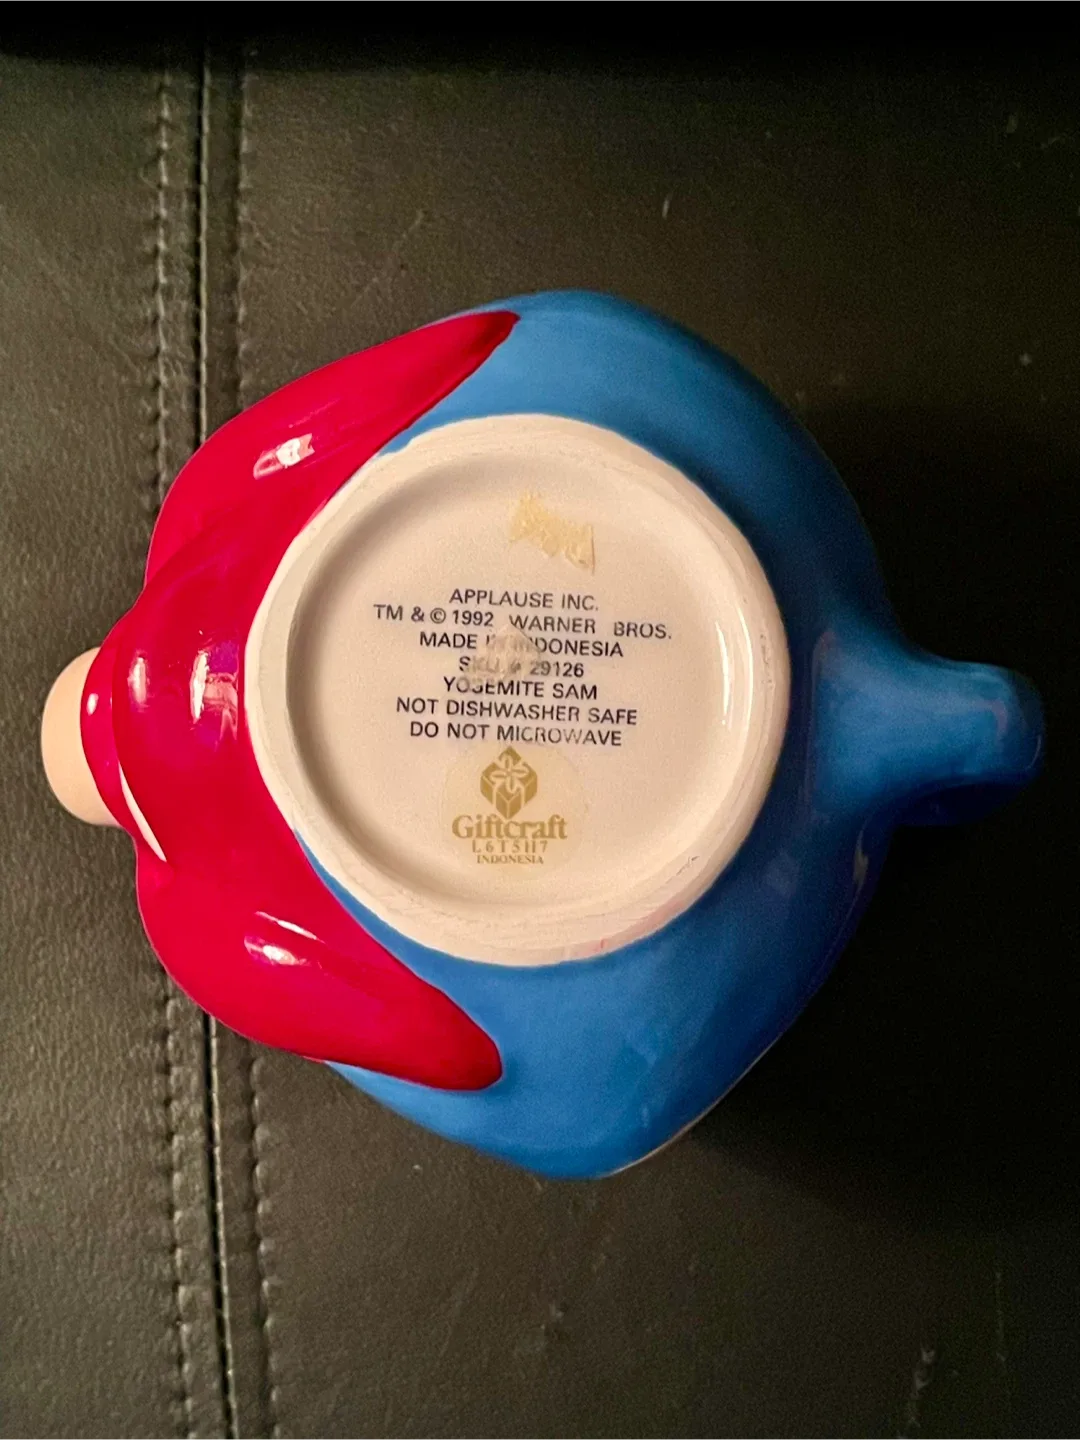 APPLAUSE INC.
TM & © 1992 WARNER BROS.
MADE IN INDONESIA
SKU # 29126
YOSEMITE SAM
NOT DISHWASHER SAFE
DO NOT MICROWAVE
Giftcraft
L6T5H7
INDONESIA